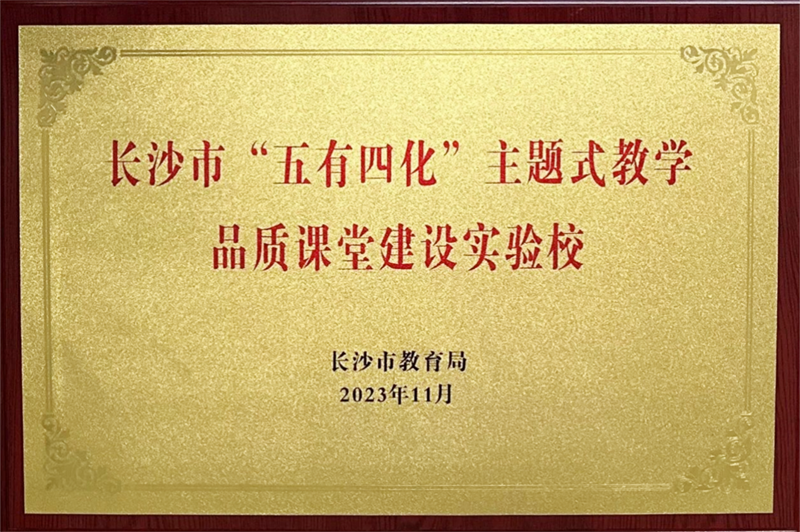 长沙市“五有四化”主题式教学
品质课堂建设实验校
长沙市教育局
2023年11月